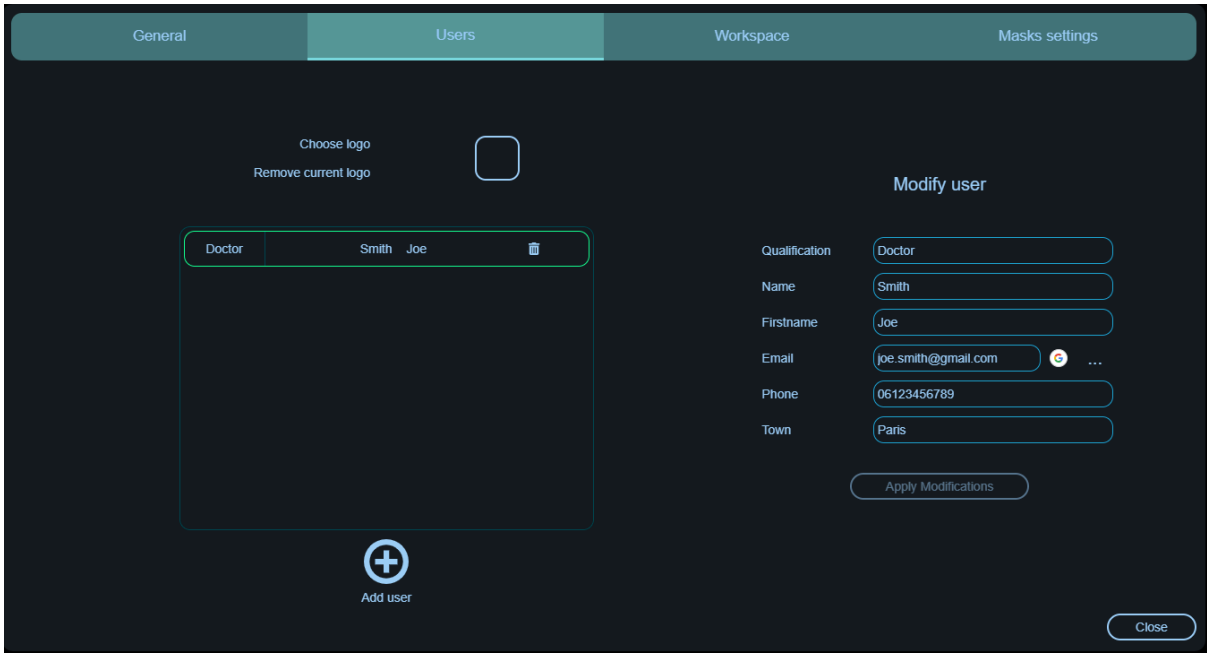 General Users Workspace Masks settings
Choose logo
Remove current logo
Doctor Smith Joe
Add user
Modify user
Qualification Doctor
Name Smith
Firstname Joe
Email joe.smith@gmail.com G ...
Phone 06123456789
Town Paris
Apply Modifications
Close